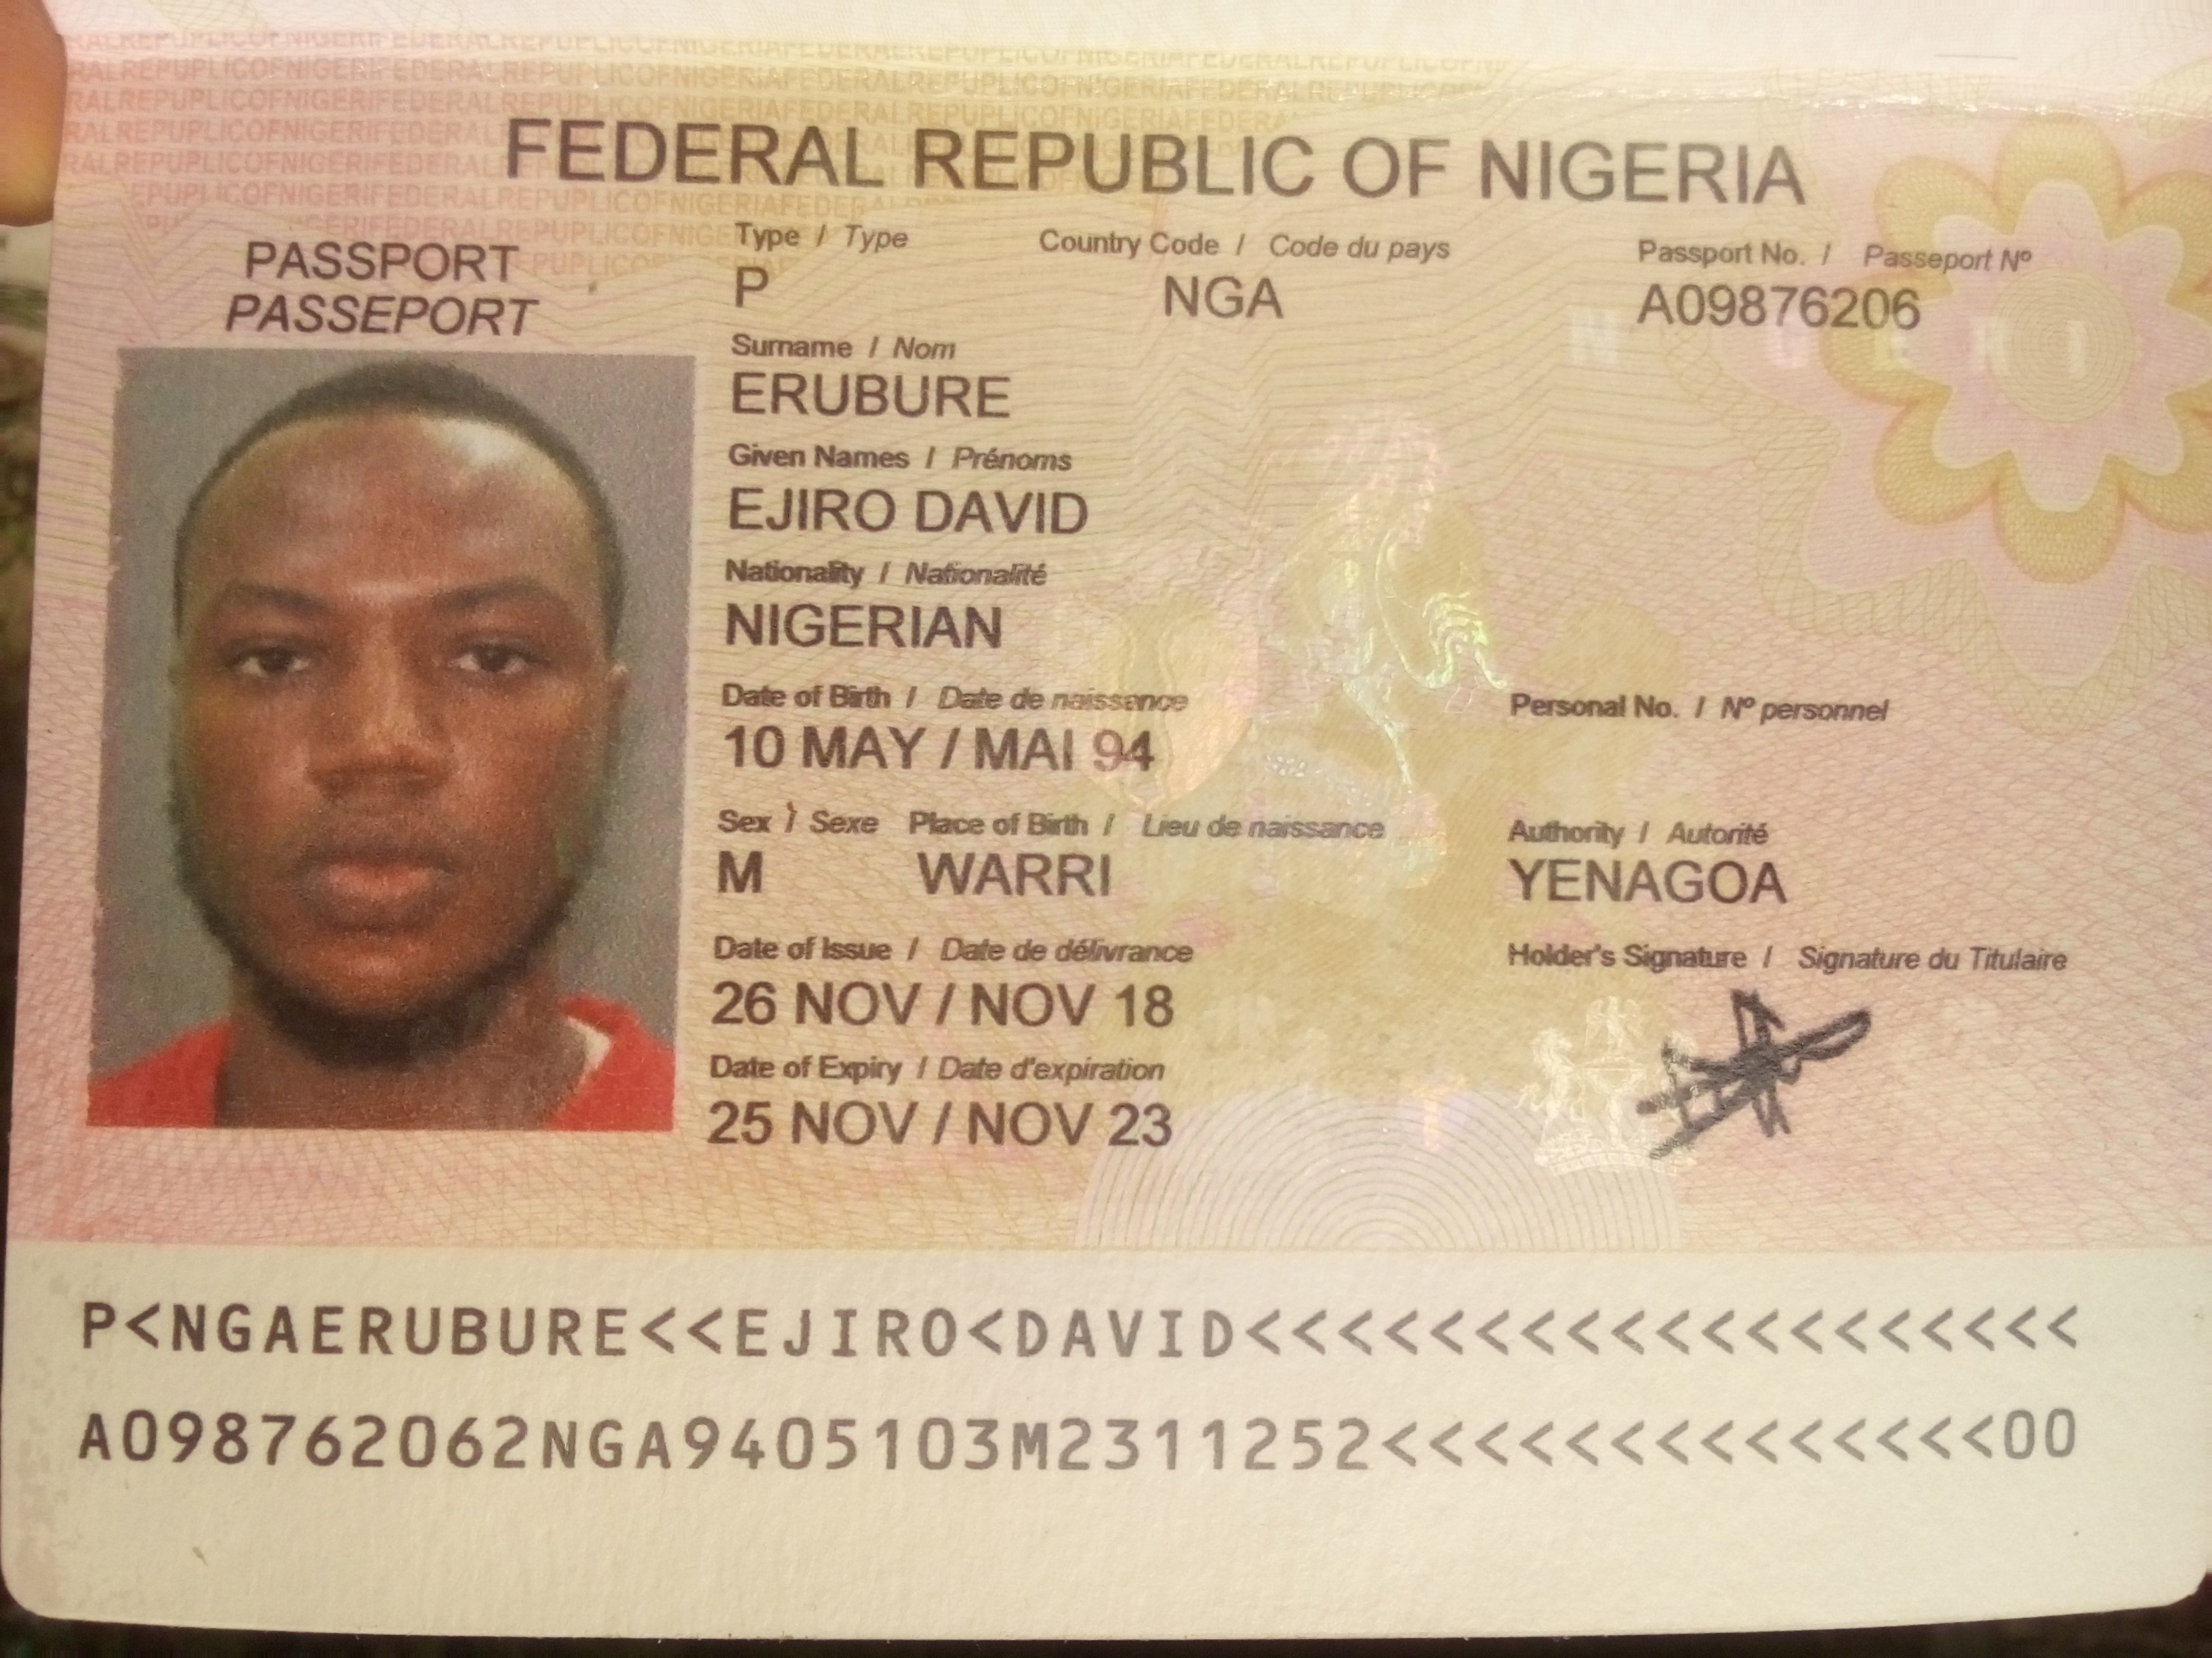 FEDERAL REPUBLIC OF NIGERIA
PASSPORT
PASSEPORT
Type / Type
P
Country Code / Code du pays
NGA
Passport No. / Passeport Nº
A09876206
Surname / Nom
ERUBURE
Given Names / Prénoms
EJIRO DAVID
Nationality / Nationalité
NIGERIAN
Date of Birth / Date de naissance
10 MAY / MAI 94
Personal No. / Nº personnel
Sex / Sexe
M
Place of Birth / Lieu de naissance
WARRI
Authority / Autorité
YENAGOA
Date of Issue / Date de délivrance
26 NOV / NOV 18
Holder's Signature / Signature du Titulaire
Date of Expiry / Date d'expiration
25 NOV / NOV 23
P<NGAERUBURE<<EJIRO<DAVID<<<<<<<<<<<<<<<<<<<
A098762062NGA9405103M2311252<<<<<<<<<<<<<<00